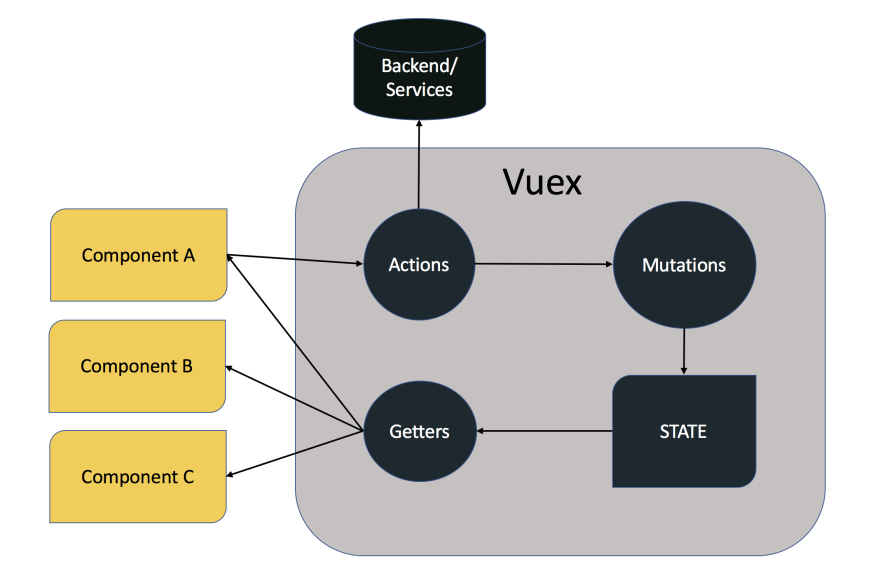 Backend/
Services
Vuex
Component A
Actions
Mutations
Component B
Getters
STATE
Component C